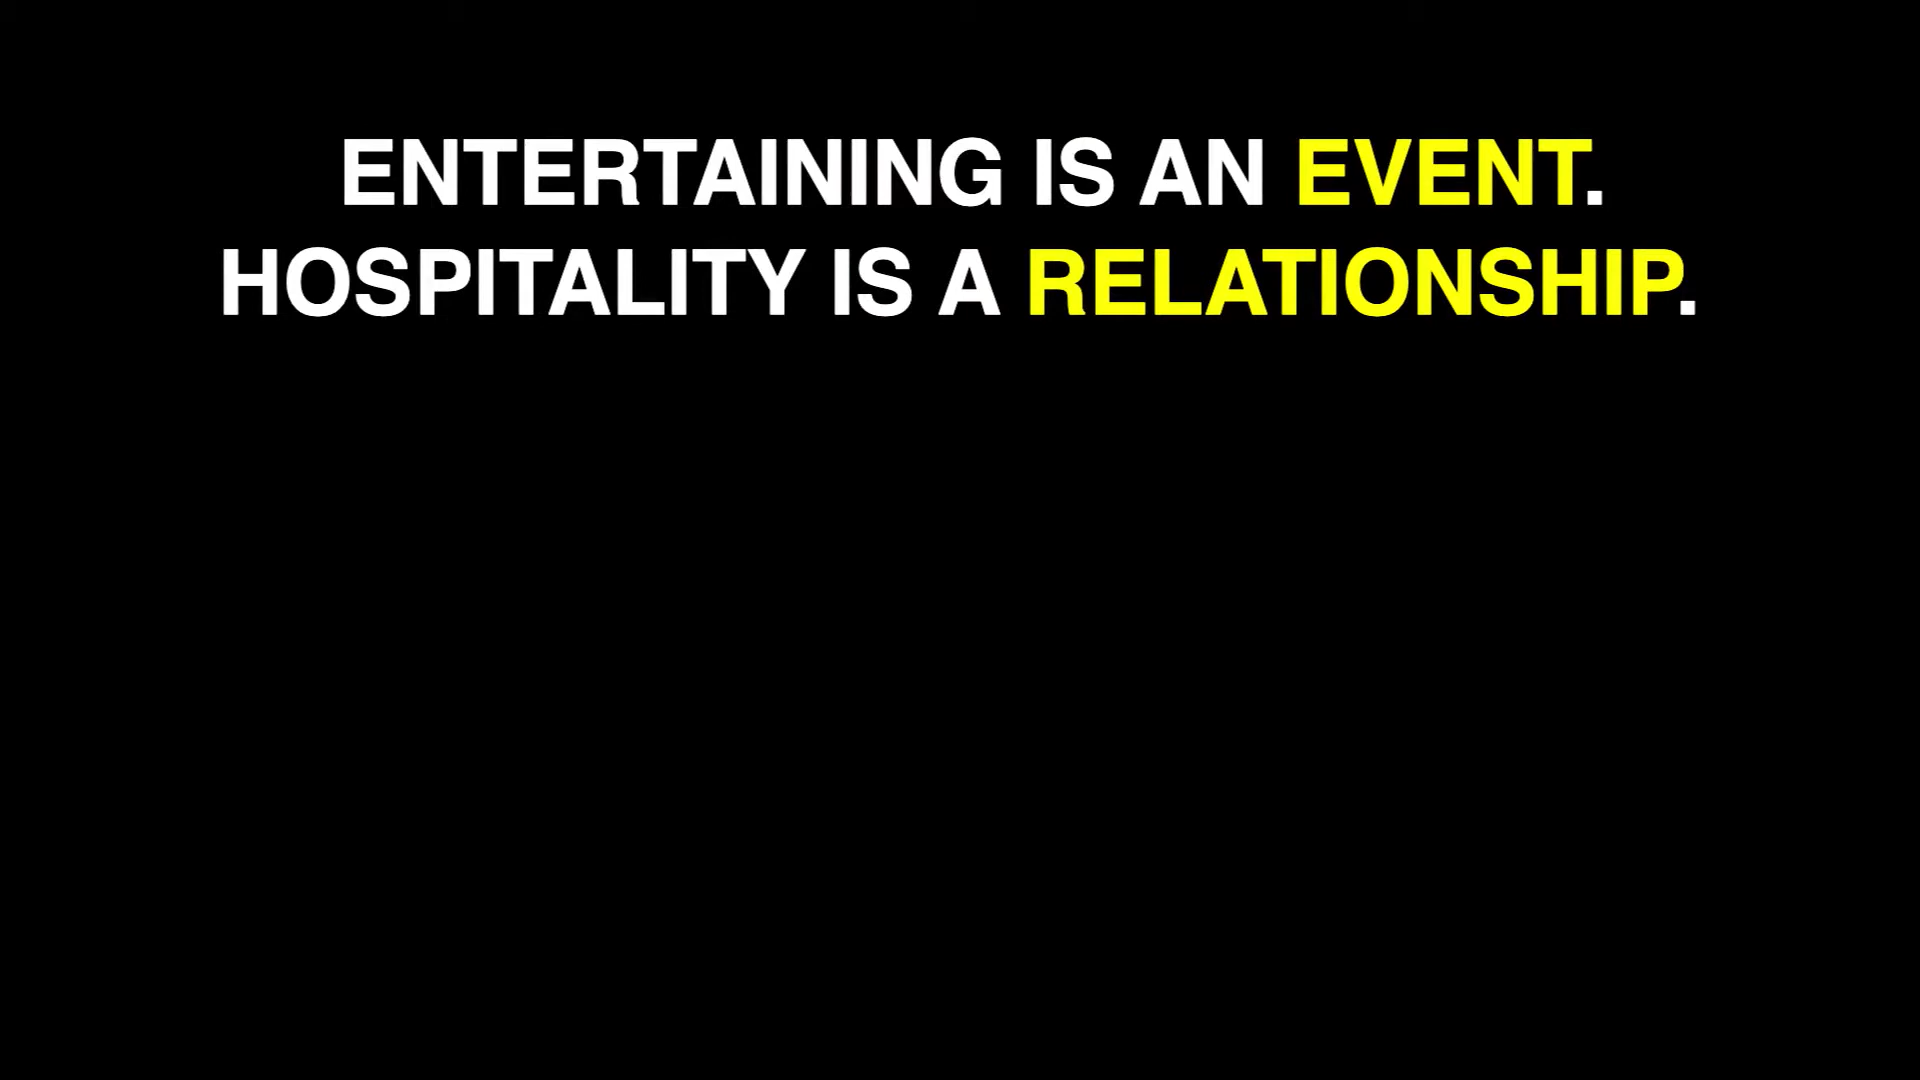 ENTERTAINING IS AN EVENT.
HOSPITALITY IS A RELATIONSHIP.